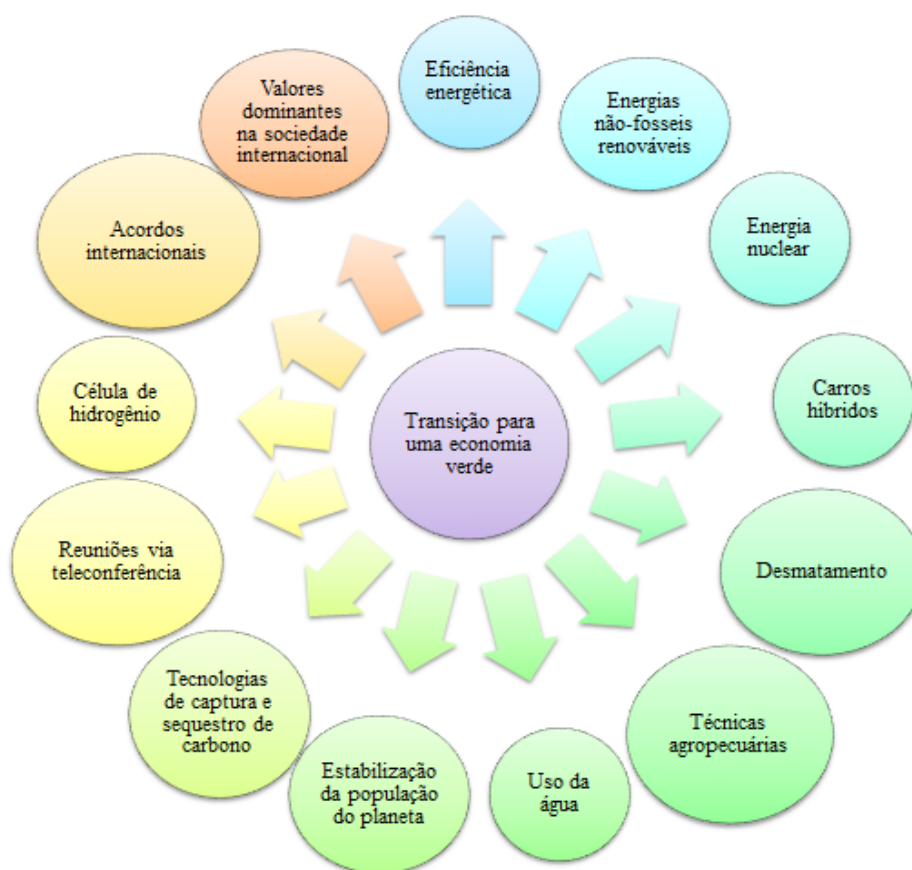 Eficiência
energética
Energias
não-fosseis
renováveis
Energia
nuclear
Carros
híbridos
Desmatamento
Técnicas
agropecuárias
Uso da
água
Estabilização
da população
do planeta
Tecnologias
de captura e
sequestro de
carbono
Reuniões via
teleconferência
Célula de
hidrogênio
Acordos
internacionais
Valores
dominantes
na sociedade
internacional
Transição para
uma economia
verde